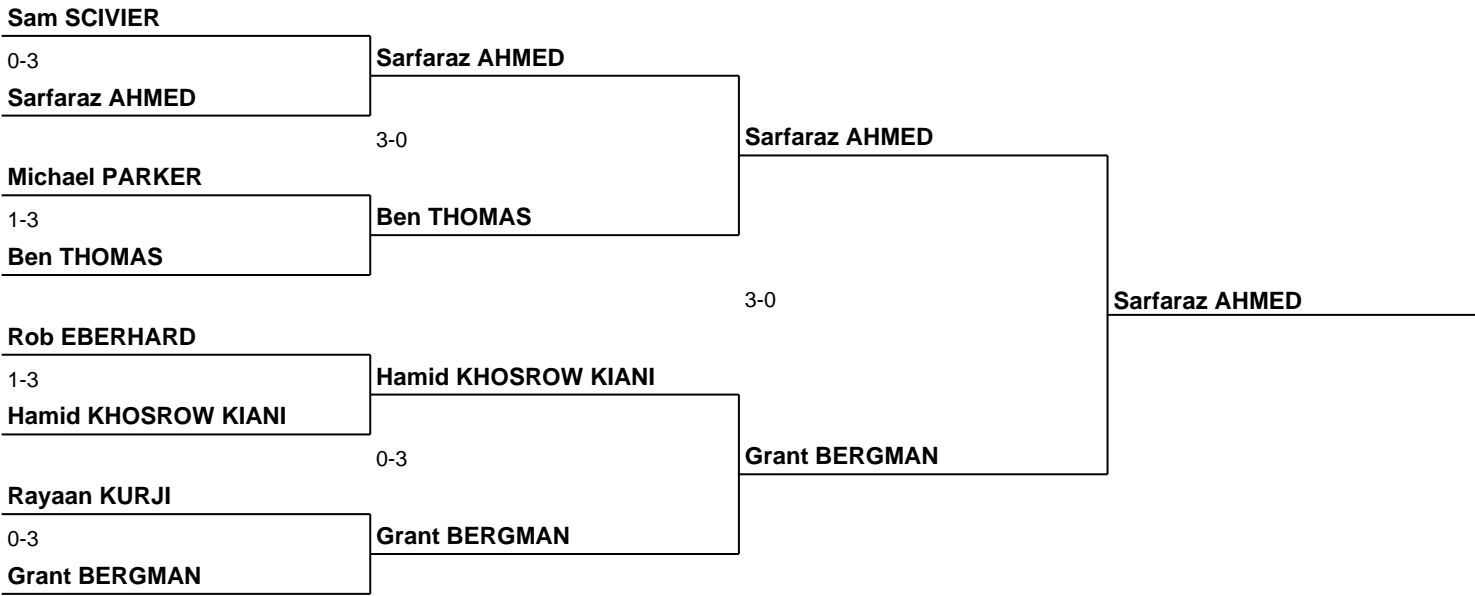 Sam SCIVIER
0-3
Sarfaraz AHMED
Michael PARKER
1-3
Ben THOMAS
Rob EBERHARD
1-3
Hamid KHOSROW KIANI
Rayaan KURJI
0-3
Grant BERGMAN
Sarfaraz AHMED
3-0
Ben THOMAS
Hamid KHOSROW KIANI
0-3
Grant BERGMAN
Sarfaraz AHMED
3-0
Grant BERGMAN
Sarfaraz AHMED